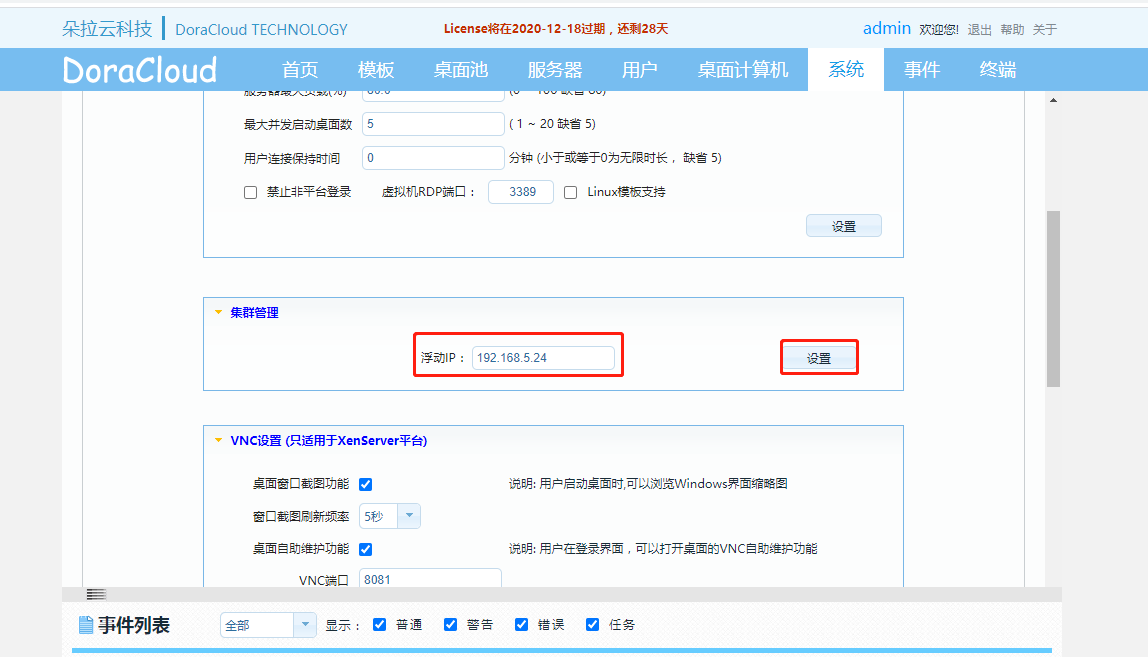 朵拉云科技 DoraCloud TECHNOLOGY License将在2020-12-18过期，还剩28天 admin 欢迎您! 退出 帮助 关于
DoraCloud 首页 模板 桌面池 服务器 用户 桌面计算机 系统 事件 终端
服务器最大负载(%)
最大并发启动桌面数 5 ( 1 ~ 20 缺省 5)
用户连接保持时间 0 分钟 (小于或等于0为无限时长， 缺省 5)
禁止非平台登录 虚拟机RDP端口： 3389 Linux模板支持
设置
集群管理
浮动IP： 192.168.5.24 设置
VNC设置 (只适用于XenServer平台)
桌面窗口截图功能 说明: 用户启动桌面时,可以浏览Windows界面缩略图
窗口截图刷新频率 5秒
桌面自助维护功能 说明: 用户在登录界面，可以打开桌面的VNC自助维护功能
VNC端口 8081
事件列表 全部 显示： 普通 警告 错误 任务